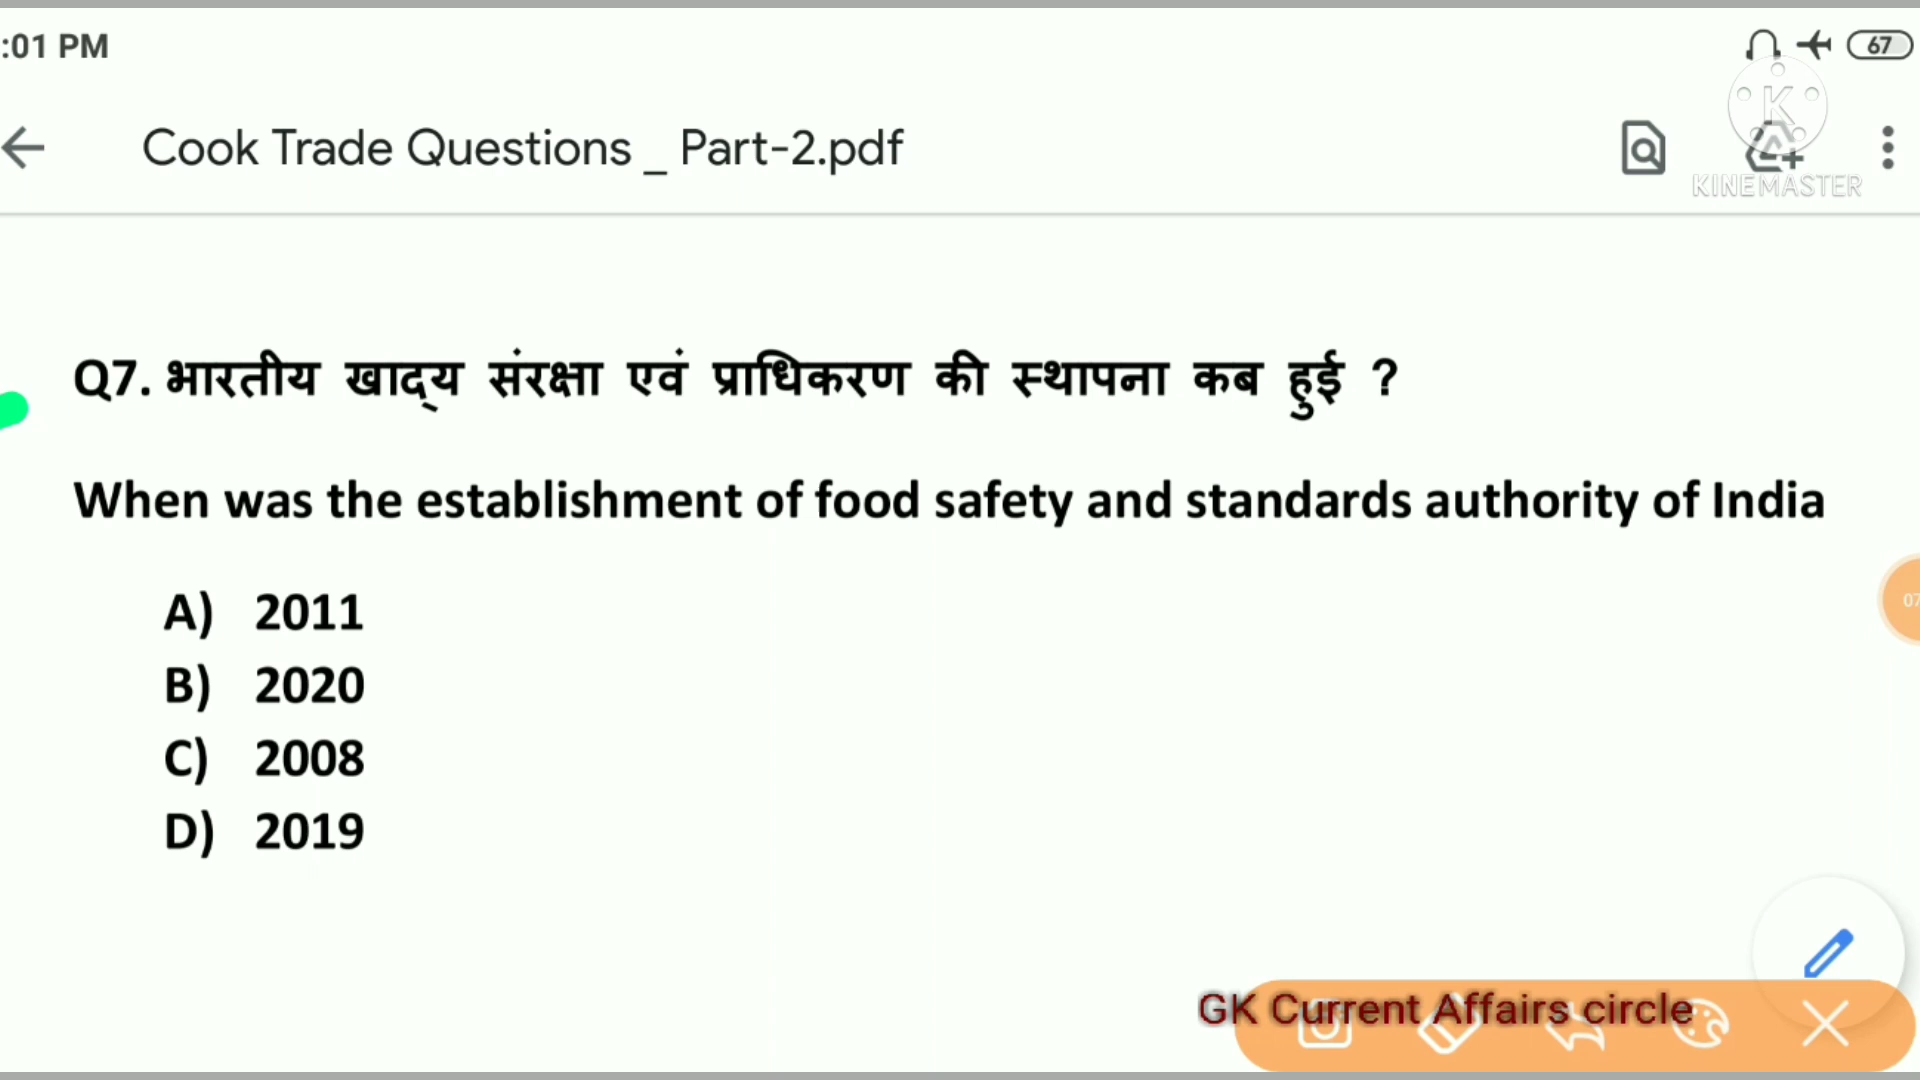 :01 PM
67
Cook Trade Questions _ Part-2.pdf
KINEMASTER
Q7. भारतीय खाद्य संरक्षा एवं प्राधिकरण की स्थापना कब हुई ?
When was the establishment of food safety and standards authority of India
07
A) 2011
B) 2020
C) 2008
D) 2019
GK Current Affairs circle